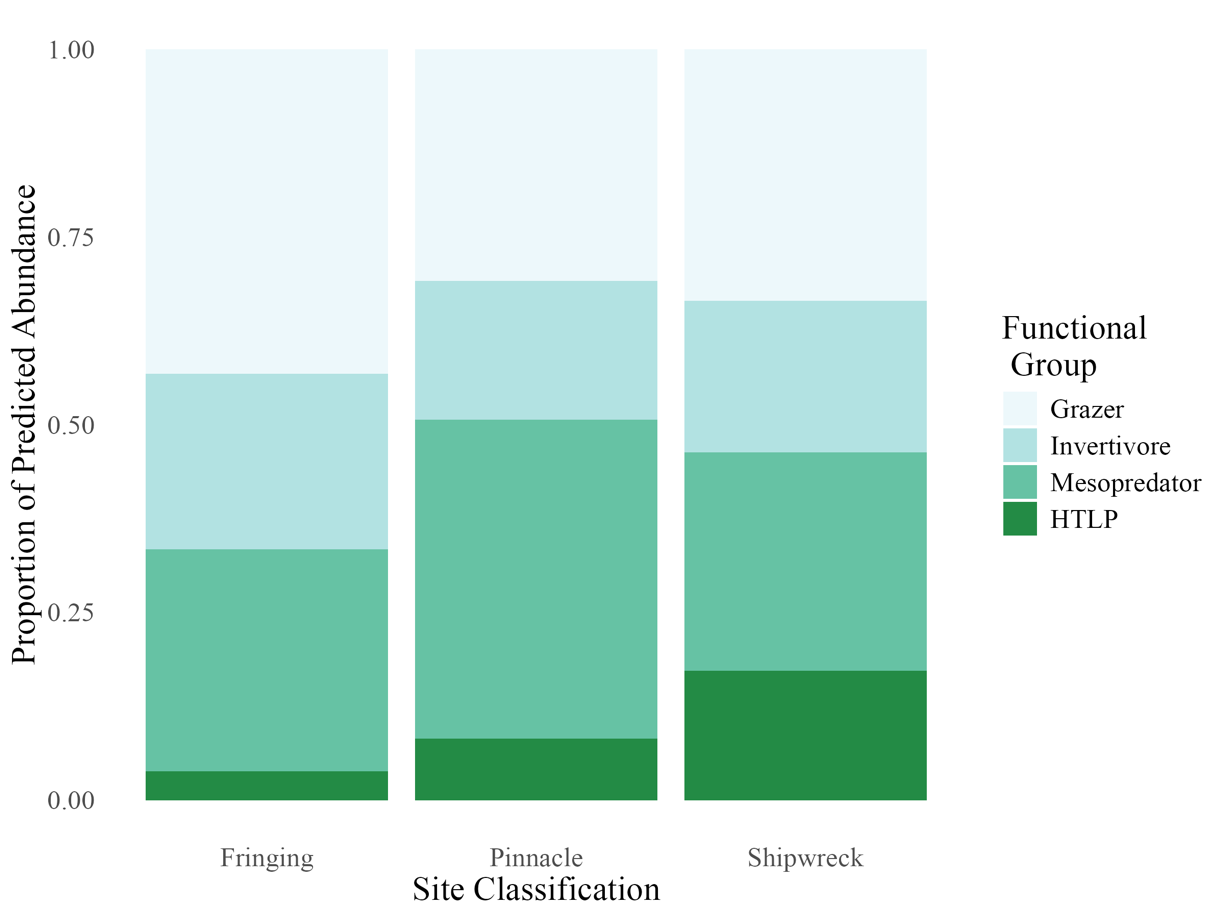 1.00
0.75
0.50
0.25
0.00
Proportion of Predicted Abundance
Fringing
Pinnacle
Shipwreck
Site Classification
Functional
Group
Grazer
Invertivore
Mesopredator
HTLP